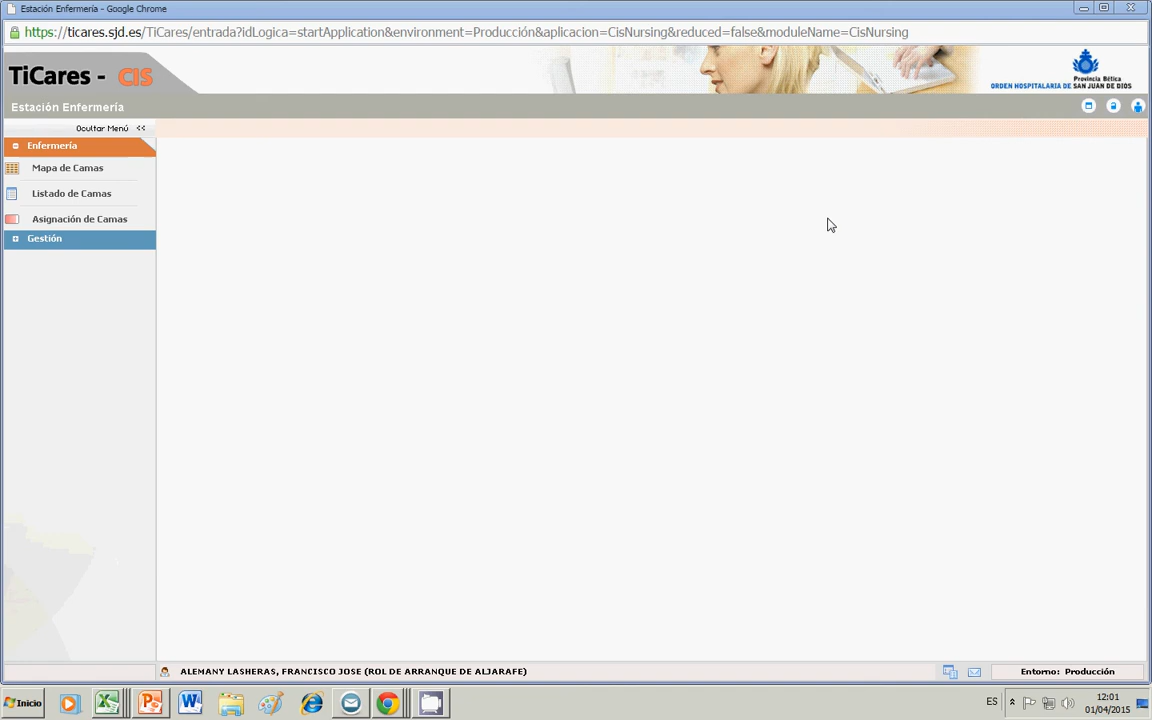 Estación Enfermería - Google Chrome
https://ticares.sjd.es/TiCares/entrada?idLogica=startApplication&environment=Producción&aplicacion=CisNursing&reduced=false&moduleName=CisNursing
TiCares - CIS
Provincia Bética
ORDEN HOSPITALARIA DE SAN JUAN DE DIOS
Estación Enfermería
Ocultar Menú <<
Enfermería
Mapa de Camas
Listado de Camas
Asignación de Camas
Gestión
ALEMANY LASHERAS, FRANCISCO JOSE (ROL DE ARRANQUE DE ALJARAFE)
Entorno: Producción
Inicio
ES
12:01
01/04/2015